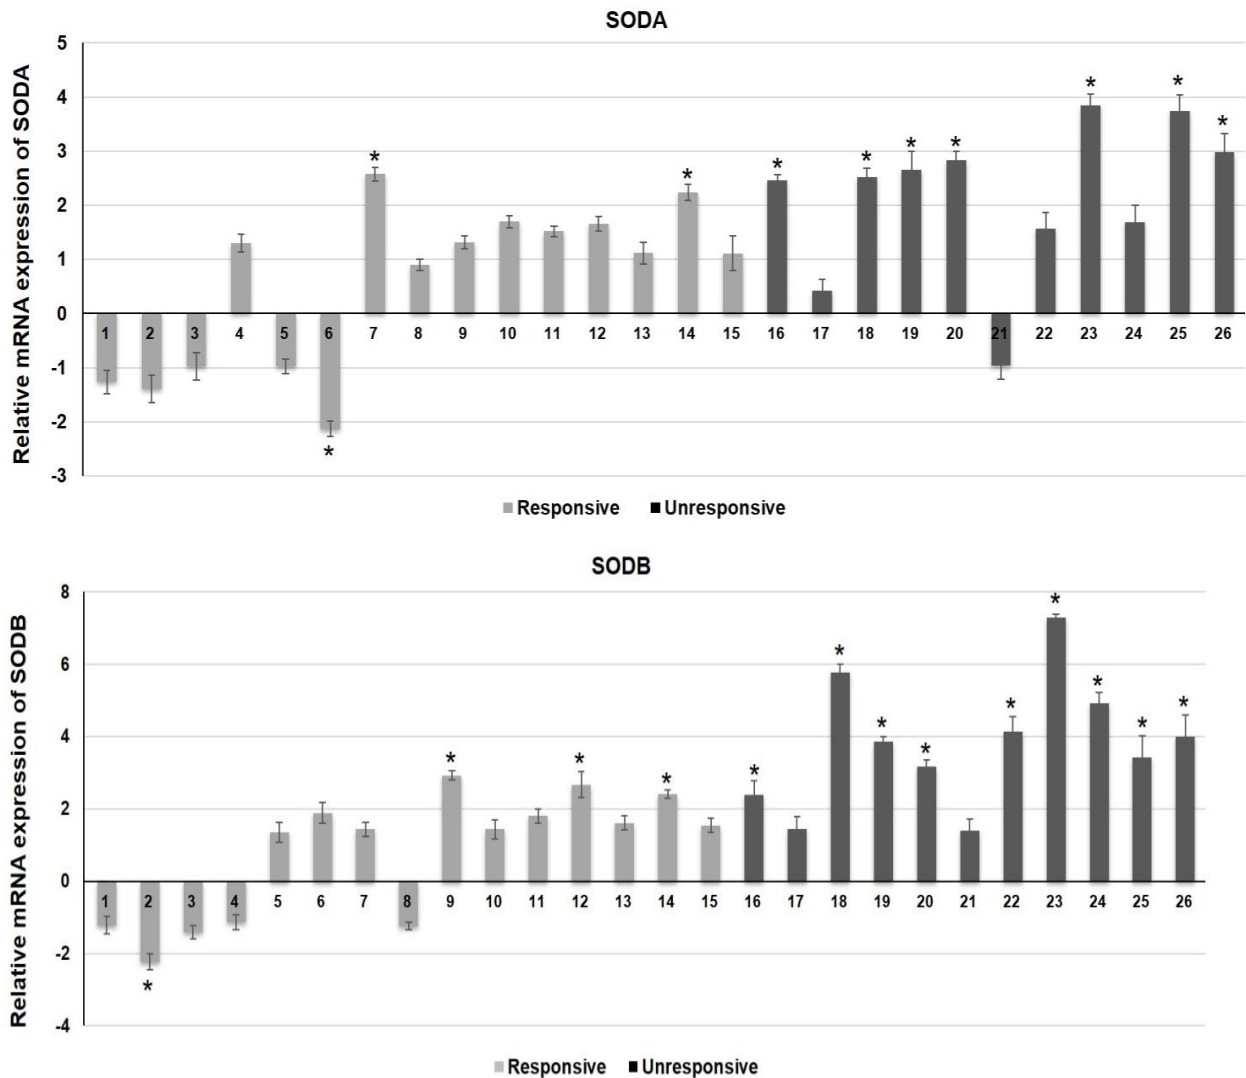 SODA
Relative mRNA expression of SODA
5
4
3
2
1
0
-1
-2
-3
* * * * * * * * * *
1 2 3 4 5 6 7 8 9 10 11 12 13 14 15 16 17 18 19 20 21 22 23 24 25 26
Responsive Unresponsive
SODB
Relative mRNA expression of SODB
8
6
4
2
0
-2
-4
* * * * * * * * * * * * *
1 2 3 4 5 6 7 8 9 10 11 12 13 14 15 16 17 18 19 20 21 22 23 24 25 26
Responsive Unresponsive